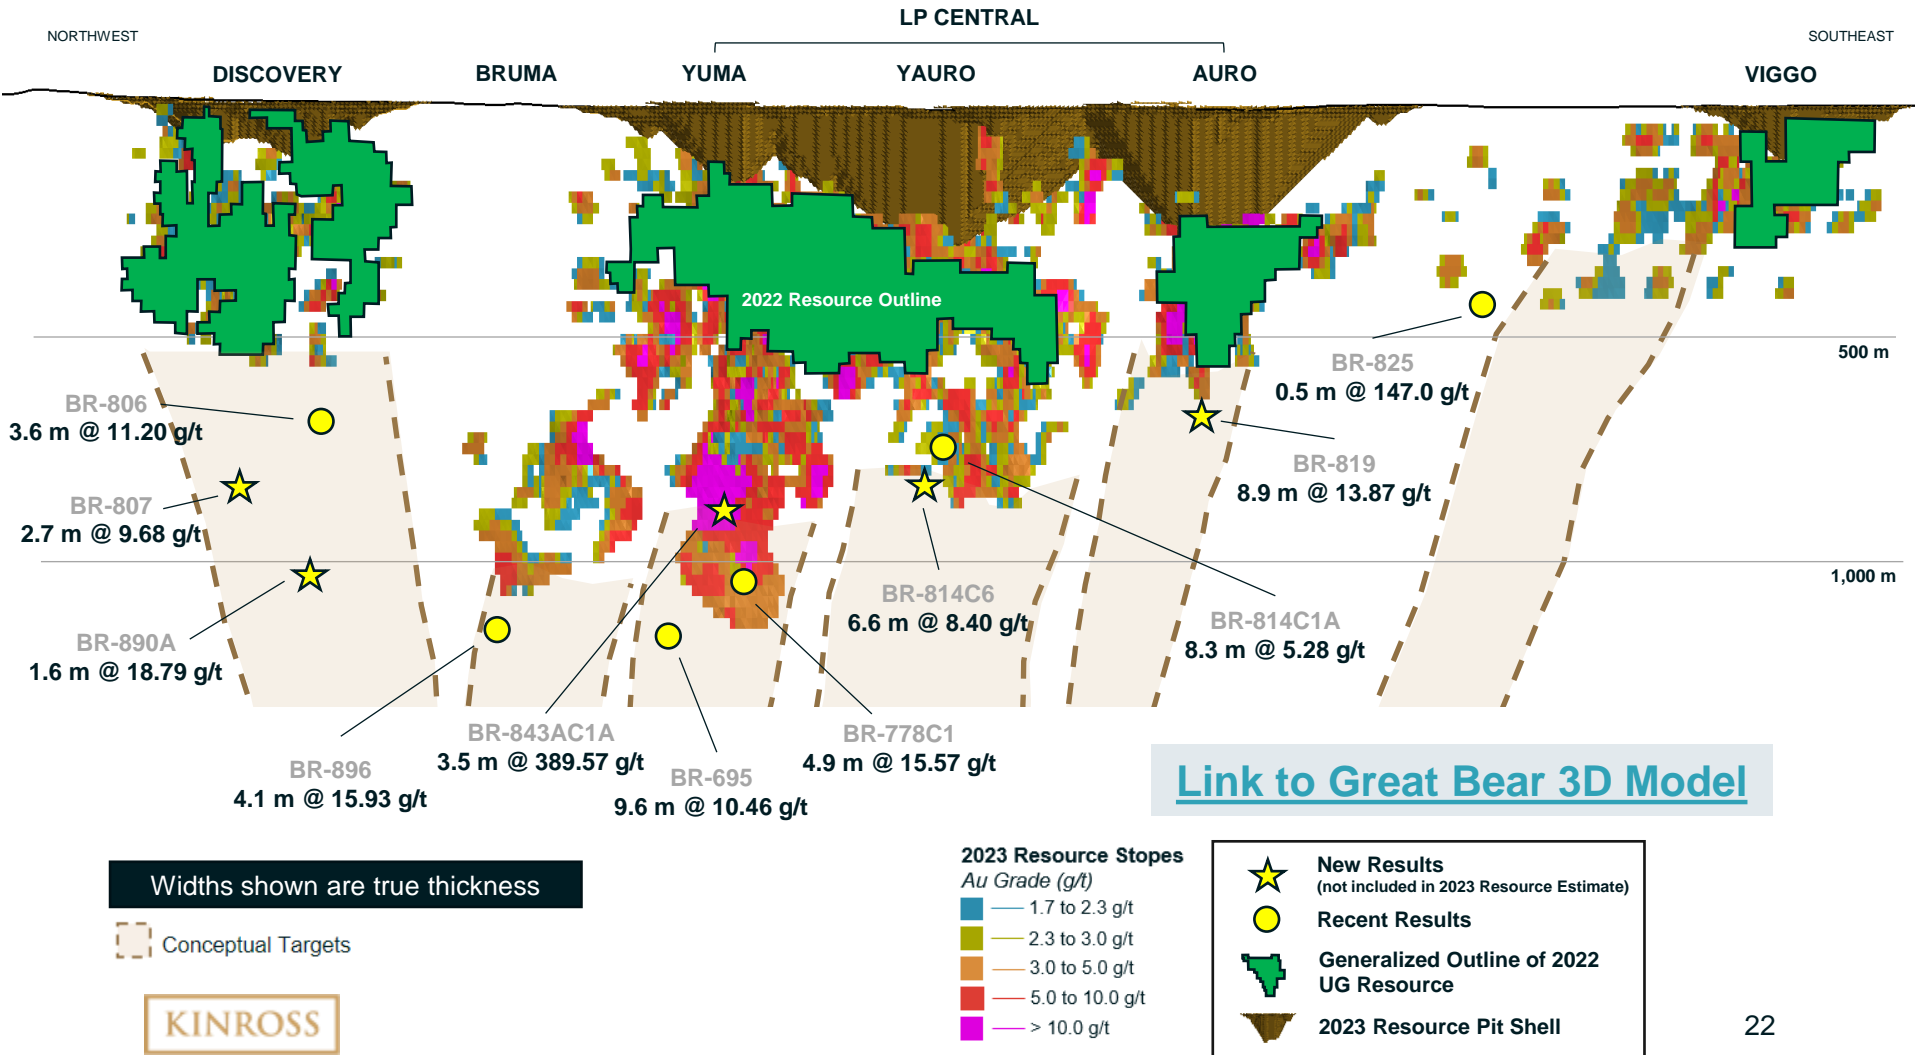 LP CENTRAL
NORTHWEST
SOUTHEAST
DISCOVERY
BRUMA
YUMA
YAURO
AURO
VIGGO
2022 Resource Outline
500 m
BR-825
0.5 m @ 147.0 g/t
BR-806
3.6 m @ 11.20 g/t
BR-819
8.9 m @ 13.87 g/t
BR-807
2.7 m @ 9.68 g/t
1,000 m
BR-814C6
6.6 m @ 8.40 g/t
BR-814C1A
8.3 m @ 5.28 g/t
BR-890A
1.6 m @ 18.79 g/t
BR-843AC1A
3.5 m @ 389.57 g/t
BR-778C1
4.9 m @ 15.57 g/t
BR-896
4.1 m @ 15.93 g/t
BR-695
9.6 m @ 10.46 g/t
Link to Great Bear 3D Model
Widths shown are true thickness
Conceptual Targets
KINROSS
2023 Resource Stopes
Au Grade (g/t)
1.7 to 2.3 g/t
2.3 to 3.0 g/t
3.0 to 5.0 g/t
5.0 to 10.0 g/t
> 10.0 g/t
New Results
(not included in 2023 Resource Estimate)
Recent Results
Generalized Outline of 2022
UG Resource
2023 Resource Pit Shell
22